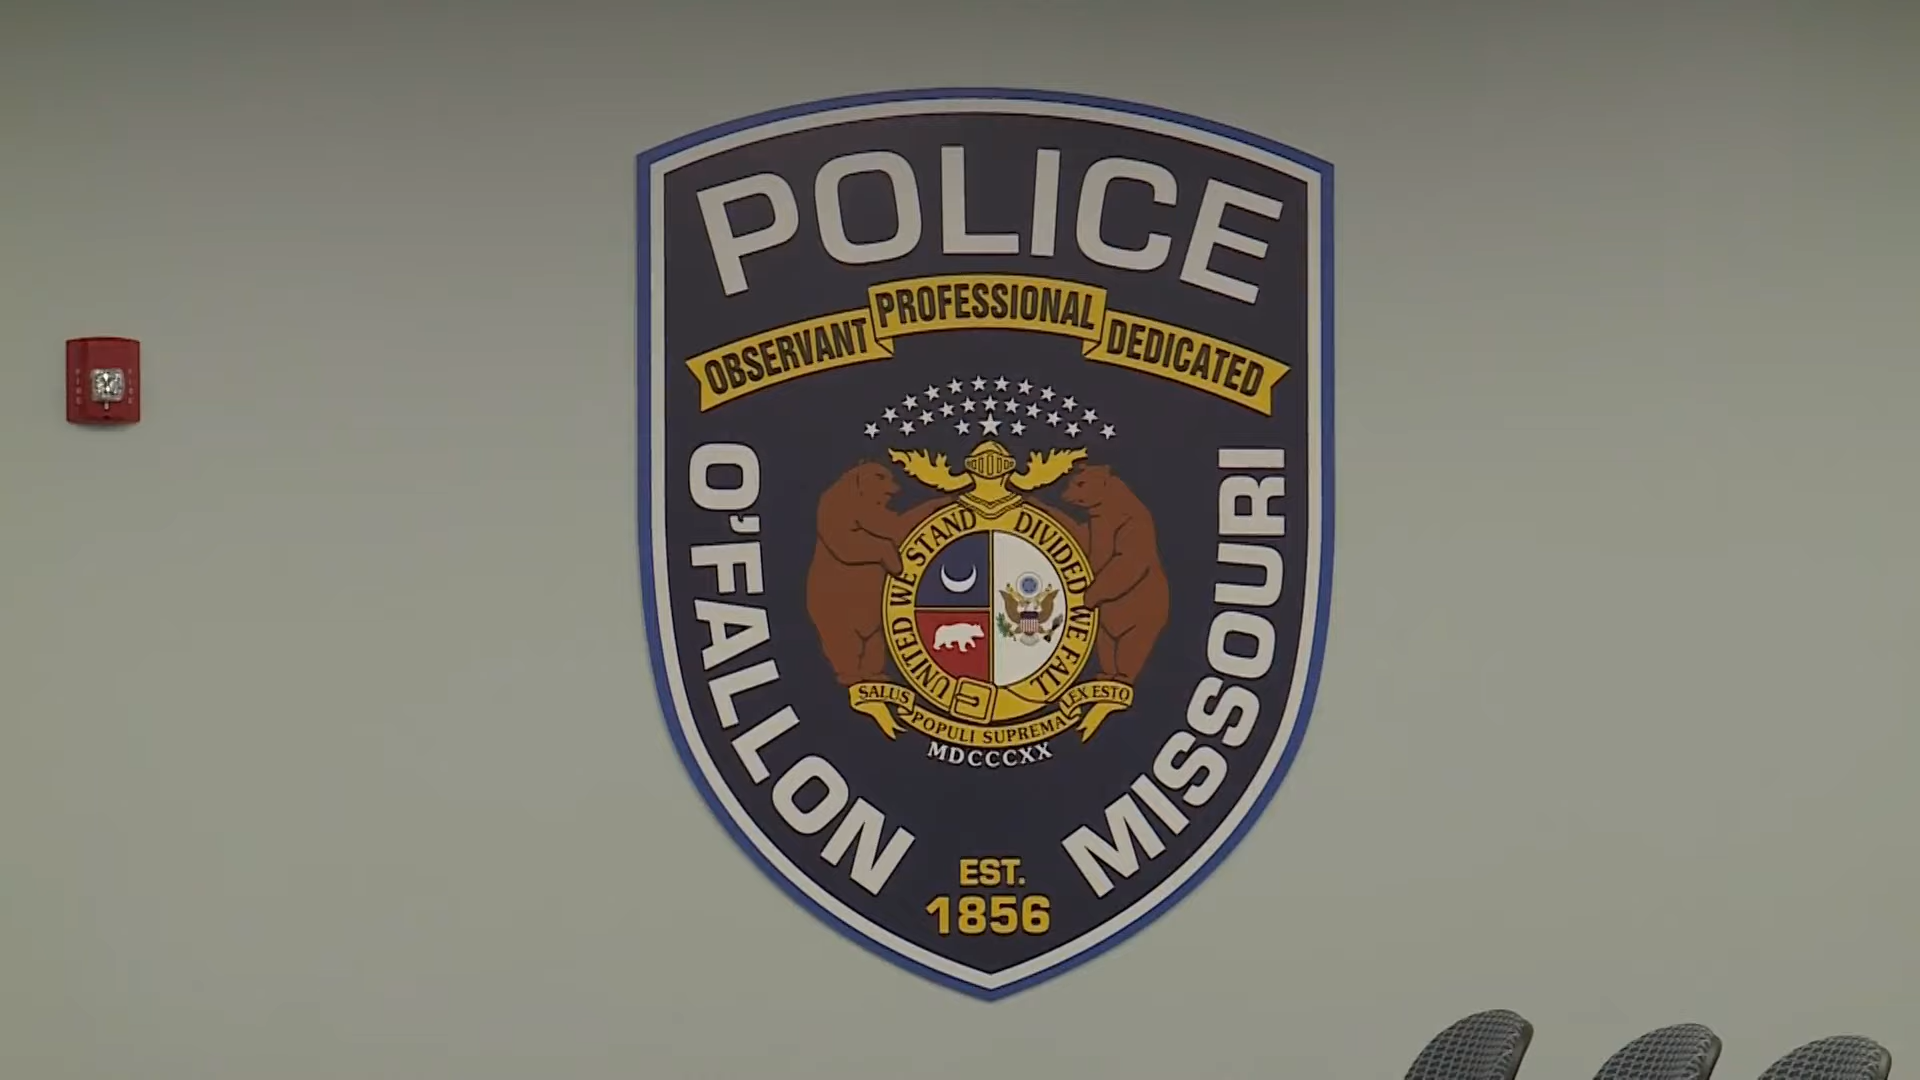 POLICE
OBSERVANT PROFESSIONAL DEDICATED
O'FALLON
MISSOURI
UNITED WE STAND DIVIDED WE FALL
SALUS POPULI SUPREMA LEX ESTO
MDCCCXX
EST.
1856